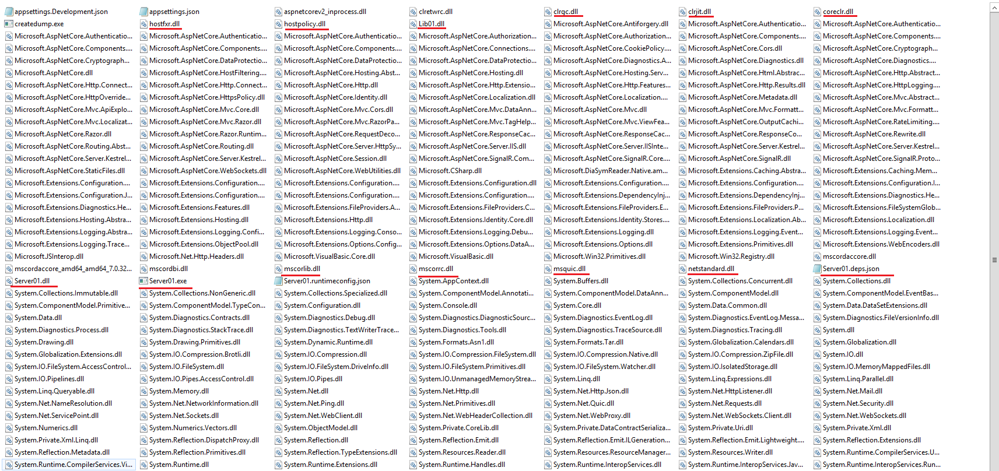 appsettings.Development.json appsettings.json aspnetcorev2_inprocess.dll clretwrc.dll clrgc.dll clrjit.dll coreclr.dll
createdump.exe hostfxr.dll hostpolicy.dll Lib01.dll Microsoft.AspNetCore.Antiforgery.dll Microsoft.AspNetCore.Authenticatio... Microsoft.AspNetCore.Authenticatio...
Microsoft.AspNetCore.Authenticatio... Microsoft.AspNetCore.Authenticatio... Microsoft.AspNetCore.Authenticatio... Microsoft.AspNetCore.Authorization... Microsoft.AspNetCore.Authorization... Microsoft.AspNetCore.Components.... Microsoft.AspNetCore.Components....
Microsoft.AspNetCore.Components.... Microsoft.AspNetCore.Components.... Microsoft.AspNetCore.Components.... Microsoft.AspNetCore.Connections.... Microsoft.AspNetCore.CookiePolicy.... Microsoft.AspNetCore.Cors.dll Microsoft.AspNetCore.Cryptograph...
Microsoft.AspNetCore.Cryptograph... Microsoft.AspNetCore.DataProtectio... Microsoft.AspNetCore.DataProtectio... Microsoft.AspNetCore.DataProtectio... Microsoft.AspNetCore.Diagnostics.A... Microsoft.AspNetCore.Diagnostics.dll Microsoft.AspNetCore.Diagnostics....
Microsoft.AspNetCore.dll Microsoft.AspNetCore.HostFiltering.... Microsoft.AspNetCore.Hosting.Abst... Microsoft.AspNetCore.Hosting.dll Microsoft.AspNetCore.Hosting.Serv... Microsoft.AspNetCore.Html.Abstrac... Microsoft.AspNetCore.Http.Abstract...
Microsoft.AspNetCore.Http.Connect... Microsoft.AspNetCore.Http.Connect... Microsoft.AspNetCore.Http.dll Microsoft.AspNetCore.Http.Extensio... Microsoft.AspNetCore.Http.Features... Microsoft.AspNetCore.Http.Results.dll Microsoft.AspNetCore.HttpLogging....
Microsoft.AspNetCore.HttpOverride... Microsoft.AspNetCore.HttpsPolicy.dll Microsoft.AspNetCore.Identity.dll Microsoft.AspNetCore.Localization.dll Microsoft.AspNetCore.Localization.... Microsoft.AspNetCore.Metadata.dll Microsoft.AspNetCore.Mvc.Abstract...
Microsoft.AspNetCore.Mvc.ApiExplo... Microsoft.AspNetCore.Mvc.Core.dll Microsoft.AspNetCore.Mvc.Cors.dll Microsoft.AspNetCore.Mvc.DataAnn... Microsoft.AspNetCore.Mvc.dll Microsoft.AspNetCore.Mvc.Formatt... Microsoft.AspNetCore.Mvc.Formatt...
Microsoft.AspNetCore.Mvc.Localizat... Microsoft.AspNetCore.Mvc.Razor.dll Microsoft.AspNetCore.Mvc.RazorPa... Microsoft.AspNetCore.Mvc.TagHelp... Microsoft.AspNetCore.Mvc.ViewFea... Microsoft.AspNetCore.OutputCachi... Microsoft.AspNetCore.RateLimiting....
Microsoft.AspNetCore.Razor.dll Microsoft.AspNetCore.Razor.Runtim... Microsoft.AspNetCore.RequestDeco... Microsoft.AspNetCore.ResponseCac... Microsoft.AspNetCore.ResponseCac... Microsoft.AspNetCore.ResponseCo... Microsoft.AspNetCore.Rewrite.dll
Microsoft.AspNetCore.Routing.Abst... Microsoft.AspNetCore.Routing.dll Microsoft.AspNetCore.Server.HttpSy... Microsoft.AspNetCore.Server.IIS.dll Microsoft.AspNetCore.Server.IISInte... Microsoft.AspNetCore.Server.Kestrel... Microsoft.AspNetCore.Server.Kestrel...
Microsoft.AspNetCore.Server.Kestrel... Microsoft.AspNetCore.Server.Kestrel... Microsoft.AspNetCore.Session.dll Microsoft.AspNetCore.SignalR.Com... Microsoft.AspNetCore.SignalR.Core.... Microsoft.AspNetCore.SignalR.dll Microsoft.AspNetCore.SignalR.Proto...
Microsoft.AspNetCore.StaticFiles.dll Microsoft.AspNetCore.WebSockets.dll Microsoft.AspNetCore.WebUtilities.dll Microsoft.CSharp.dll Microsoft.DiaSymReader.Native.am... Microsoft.Extensions.Caching.Abstra... Microsoft.Extensions.Caching.Mem...
Microsoft.Extensions.Configuration.... Microsoft.Extensions.Configuration.... Microsoft.Extensions.Configuration.... Microsoft.Extensions.Configuration.dll Microsoft.Extensions.Configuration.... Microsoft.Extensions.Configuration.... Microsoft.Extensions.Configuration.I...
Microsoft.Extensions.Configuration.J... Microsoft.Extensions.Configuration.... Microsoft.Extensions.Configuration.... Microsoft.Extensions.Configuration.... Microsoft.Extensions.DependencyInj... Microsoft.Extensions.DependencyInj... Microsoft.Extensions.Diagnostics.He...
Microsoft.Extensions.Diagnostics.He... Microsoft.Extensions.Features.dll Microsoft.Extensions.FileProviders.A... Microsoft.Extensions.FileProviders.C... Microsoft.Extensions.FileProviders.E... Microsoft.Extensions.FileProviders.P... Microsoft.Extensions.FileSystemGlob...
Microsoft.Extensions.Hosting.Abstra... Microsoft.Extensions.Hosting.dll Microsoft.Extensions.Http.dll Microsoft.Extensions.Identity.Core.dll Microsoft.Extensions.Identity.Stores.... Microsoft.Extensions.Localization.Ab... Microsoft.Extensions.Localization.dll
Microsoft.Extensions.Logging.Abstra... Microsoft.Extensions.Logging.Confi... Microsoft.Extensions.Logging.Conso... Microsoft.Extensions.Logging.Debu... Microsoft.Extensions.Logging.dll Microsoft.Extensions.Logging.Event... Microsoft.Extensions.Logging.Event...
Microsoft.Extensions.Logging.Trace... Microsoft.Extensions.ObjectPool.dll Microsoft.Extensions.Options.Config... Microsoft.Extensions.Options.DataA... Microsoft.Extensions.Options.dll Microsoft.Extensions.Primitives.dll Microsoft.Extensions.WebEncoders.dll
Microsoft.JSInterop.dll Microsoft.Net.Http.Headers.dll Microsoft.VisualBasic.Core.dll Microsoft.VisualBasic.dll Microsoft.Win32.Primitives.dll Microsoft.Win32.Registry.dll mscordaccore.dll
mscordaccore_amd64_amd64_7.0.32... mscordbi.dll mscorlib.dll mscorrc.dll msquic.dll netstandard.dll Server01.deps.json
Server01.dll Server01.exe Server01.runtimeconfig.json System.AppContext.dll System.Buffers.dll System.Collections.Concurrent.dll System.Collections.dll
System.Collections.Immutable.dll System.Collections.NonGeneric.dll System.Collections.Specialized.dll System.ComponentModel.Annotati... System.ComponentModel.DataAnn... System.ComponentModel.dll System.ComponentModel.EventBas...
System.ComponentModel.Primitive... System.ComponentModel.TypeCon... System.Configuration.dll System.Console.dll System.Core.dll System.Data.Common.dll System.Data.DataSetExtensions.dll
System.Data.dll System.Diagnostics.Contracts.dll System.Diagnostics.Debug.dll System.Diagnostics.DiagnosticSourc... System.Diagnostics.EventLog.dll System.Diagnostics.EventLog.Messa... System.Diagnostics.FileVersionInfo.dll
System.Diagnostics.Process.dll System.Diagnostics.StackTrace.dll System.Diagnostics.TextWriterTrace... System.Diagnostics.Tools.dll System.Diagnostics.TraceSource.dll System.Diagnostics.Tracing.dll System.dll
System.Drawing.dll System.Drawing.Primitives.dll System.Dynamic.Runtime.dll System.Formats.Asn1.dll System.Formats.Tar.dll System.Globalization.Calendars.dll System.Globalization.dll
System.Globalization.Extensions.dll System.IO.Compression.Brotli.dll System.IO.Compression.dll System.IO.Compression.FileSystem.dll System.IO.Compression.Native.dll System.IO.Compression.ZipFile.dll System.IO.dll
System.IO.FileSystem.AccessControl... System.IO.FileSystem.dll System.IO.FileSystem.DriveInfo.dll System.IO.FileSystem.Primitives.dll System.IO.FileSystem.Watcher.dll System.IO.IsolatedStorage.dll System.IO.MemoryMappedFiles.dll
System.IO.Pipelines.dll System.IO.Pipes.AccessControl.dll System.IO.Pipes.dll System.IO.UnmanagedMemoryStrea... System.Linq.dll System.Linq.Expressions.dll System.Linq.Parallel.dll
System.Linq.Queryable.dll System.Memory.dll System.Net.dll System.Net.Http.dll System.Net.Http.Json.dll System.Net.HttpListener.dll System.Net.Mail.dll
System.Net.NameResolution.dll System.Net.NetworkInformation.dll System.Net.Ping.dll System.Net.Primitives.dll System.Net.Quic.dll System.Net.Requests.dll System.Net.Security.dll
System.Net.ServicePoint.dll System.Net.Sockets.dll System.Net.WebClient.dll System.Net.WebHeaderCollection.dll System.Net.WebProxy.dll System.Net.WebSockets.Client.dll System.Net.WebSockets.dll
System.Numerics.dll System.Numerics.Vectors.dll System.ObjectModel.dll System.Private.CoreLib.dll System.Private.DataContractSerializa... System.Private.Uri.dll System.Private.Xml.dll
System.Private.Xml.Linq.dll System.Reflection.DispatchProxy.dll System.Reflection.dll System.Reflection.Emit.dll System.Reflection.Emit.ILGeneration... System.Reflection.Emit.Lightweight.... System.Reflection.Extensions.dll
System.Reflection.Metadata.dll System.Reflection.Primitives.dll System.Reflection.TypeExtensions.dll System.Resources.Reader.dll System.Resources.ResourceManager... System.Resources.Writer.dll System.Runtime.CompilerServices.U...
System.Runtime.CompilerServices.Vi... System.Runtime.dll System.Runtime.Extensions.dll System.Runtime.Handles.dll System.Runtime.InteropServices.dll System.Runtime.InteropServices.Jav... System.Runtime.InteropServices.Run...